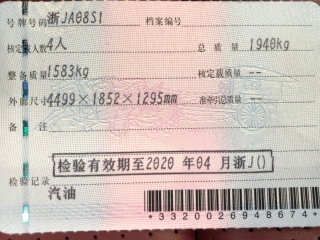 号牌号码 浙JA08S1 档案编号
核定载人数 4人 总质量 1940kg
整备质量 1583kg 核定载质量 --
外廓尺寸 4499×1852×1295mm 准牵引总质量 --
备注
检验有效期至2020 年04 月浙J()
检验记录
汽油
*3320026948674*